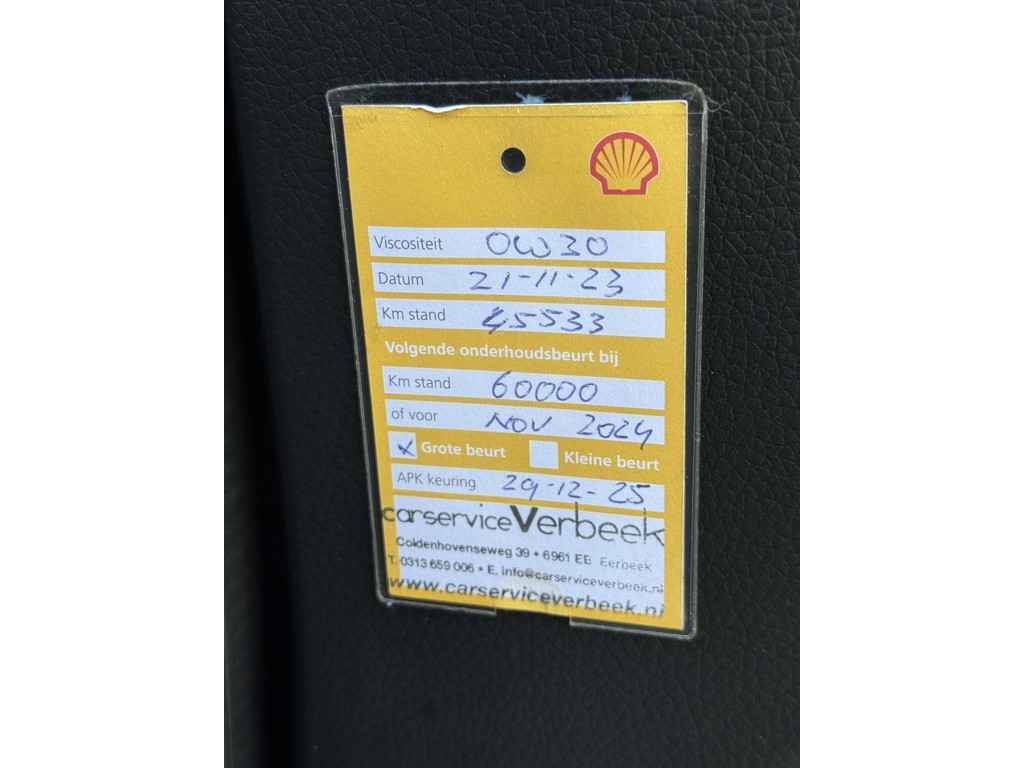 Viscositeit 0W30
Datum 21-11-23
Km stand 45533
Volgende onderhoudsbeurt bij
Km stand 60000
of voor NOV 2024
Grote beurt Kleine beurt
APK keuring 29-12-25
carserviceVerbeek
Coldenhovenseweg 39 • 6961 EB Eerbeek
T. 0313 659 006 • E. info@carserviceverbeek.nl
www.carserviceverbeek.nl